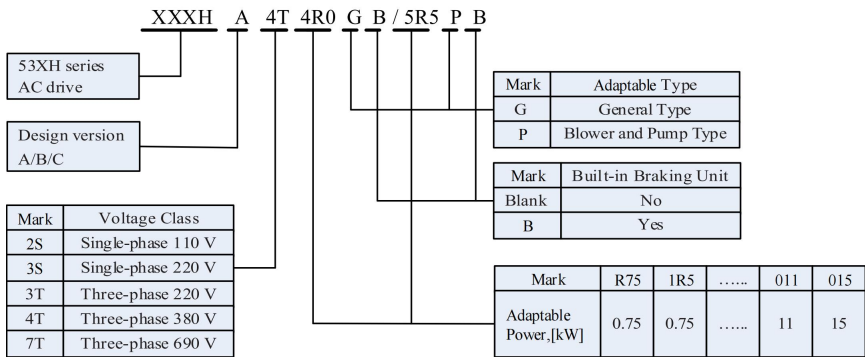 XXXH A 4T 4R0 G B / 5R5 P B
53XH series
AC drive
Design version
A/B/C
Mark Voltage Class
2S Single-phase 110 V
3S Single-phase 220 V
3T Three-phase 220 V
4T Three-phase 380 V
7T Three-phase 690 V
Mark Adaptable Type
G General Type
P Blower and Pump Type
Mark Built-in Braking Unit
Blank No
B Yes
Mark R75 1R5 ...... 011 015
Adaptable
Power,[kW] 0.75 0.75 ...... 11 15